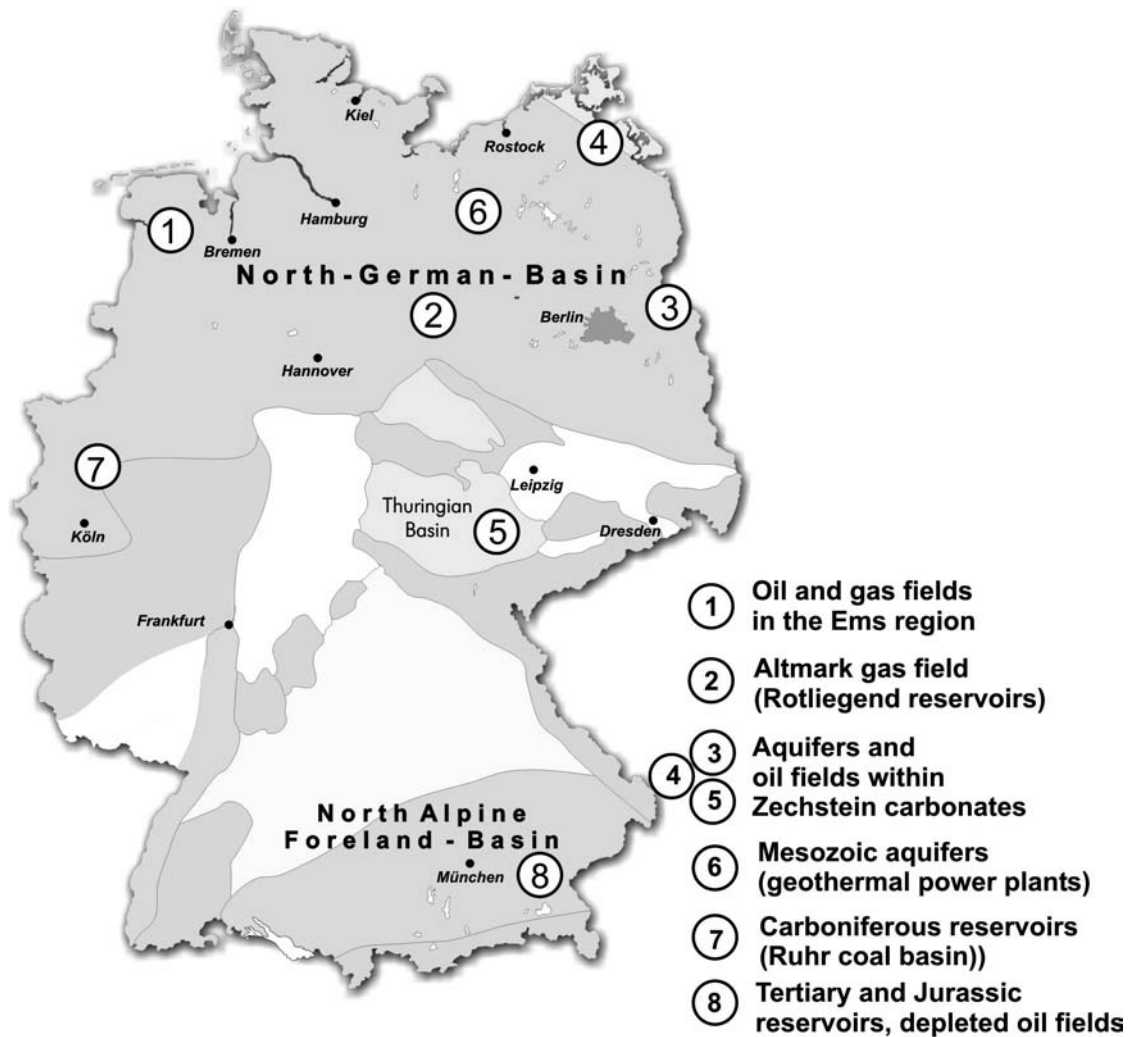 Kiel
Rostock
4
Hamburg
6
1
Bremen
North-German-Basin
3
2
Berlin
Hannover
7
Leipzig
Thuringian
Basin
5
Köln
Dresden
Frankfurt
North Alpine
Foreland - Basin
München
8
1 Oil and gas fields
in the Ems region
2 Altmark gas field
(Rotliegend reservoirs)
3 Aquifers and
4 oil fields within
5 Zechstein carbonates
6 Mesozoic aquifers
(geothermal power plants)
7 Carboniferous reservoirs
(Ruhr coal basin))
8 Tertiary and Jurassic
reservoirs, depleted oil fields